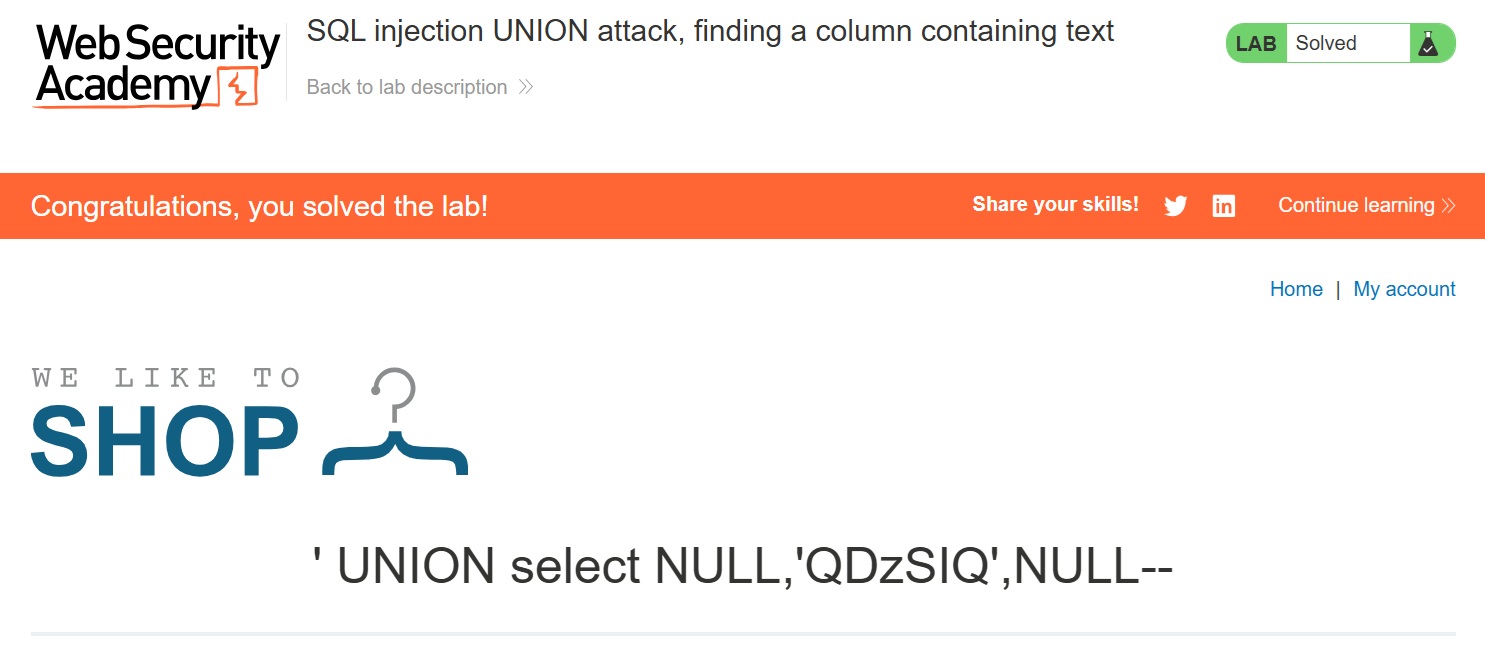 Web Security
Academy
SQL injection UNION attack, finding a column containing text
Back to lab description
LAB Solved
Congratulations, you solved the lab!
Share your skills!
in
Continue learning
Home | My account
WE LIKE TO
SHOP
' UNION select NULL,'QDzSIQ',NULL--